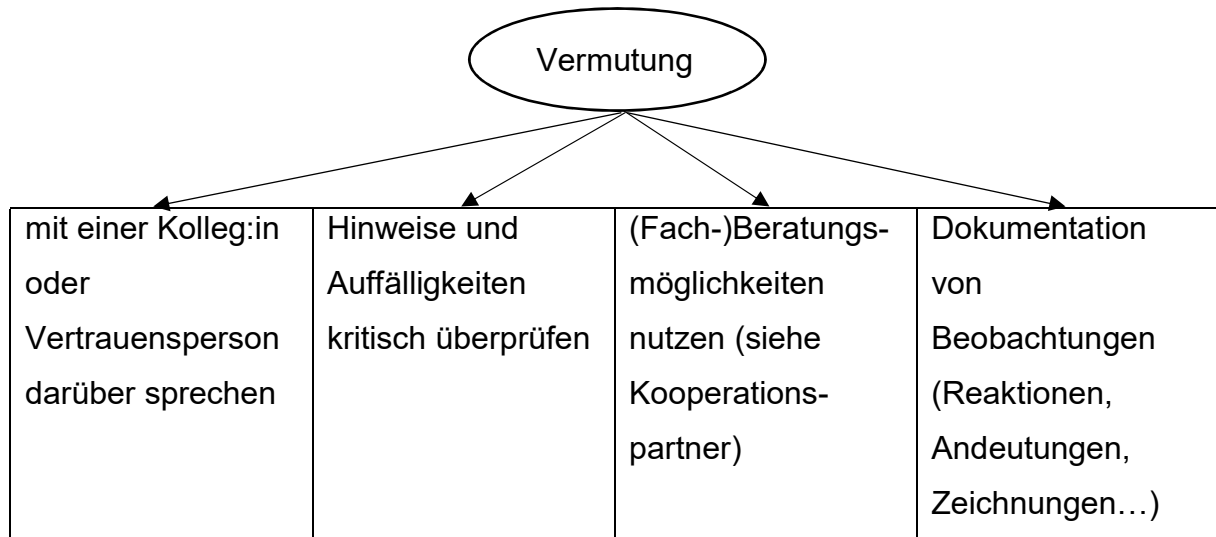 Vermutung
mit einer Kolleg:in
oder
Vertrauensperson
darüber sprechen
Hinweise und
Auffälligkeiten
kritisch überprüfen
(Fach-)Beratungs-
möglichkeiten
nutzen (siehe
Kooperations-
partner)
Dokumentation
von
Beobachtungen
(Reaktionen,
Andeutungen,
Zeichnungen…)